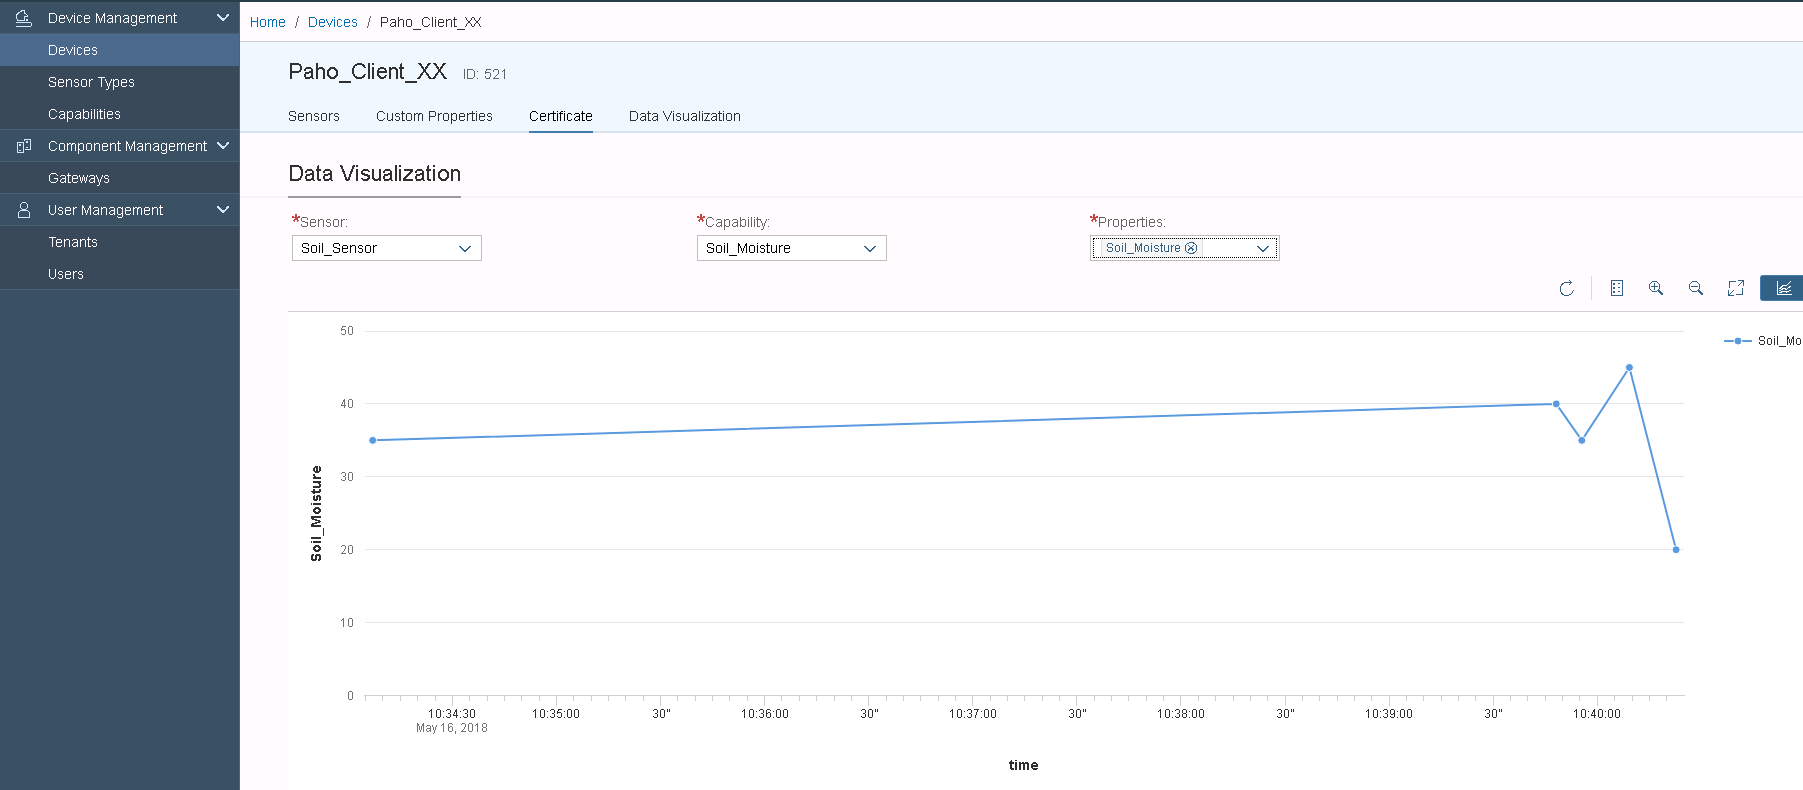 Device Management
Devices
Sensor Types
Capabilities
Component Management
Gateways
User Management
Tenants
Users
Home / Devices / Paho_Client_XX
Paho_Client_XX ID: 521
Sensors Custom Properties Certificate Data Visualization
Data Visualization
*Sensor: *Capability: *Properties:
Soil_Sensor Soil_Moisture Soil_Moisture
Soil_Mo
50
40
30
20
10
0
Soil_Moisture
10:34:30 10:35:00 30" 10:36:00 30" 10:37:00 30" 10:38:00 30" 10:39:00 30" 10:40:00
May 16, 2018
time